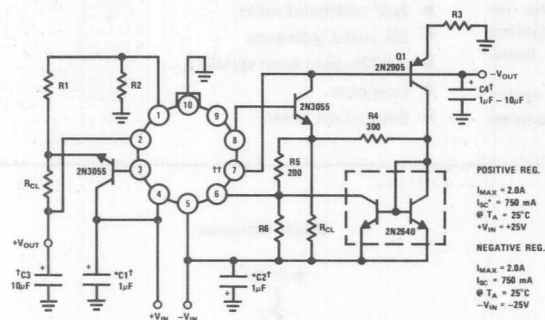 R3
Q1
2N2905
–VOUT
C4†
1μF – 10μF
R1
R2
1
10
9
2
8
3
††
7
4
5
6
2N3055
2N3055
R4
300
R5
200
R6
RCL
RCL
2N2640
+VOUT
†C3
10μF
*C1†
1μF
*C2†
1μF
+VIN
–VIN
POSITIVE REG.
IMAX = 2.0A
ISC* = 750 mA
@ TA = 25°C
+VIN = +25V
NEGATIVE REG.
IMAX = 2.0A
ISC = 750 mA
@ TA = 25°C
–VIN = –25V